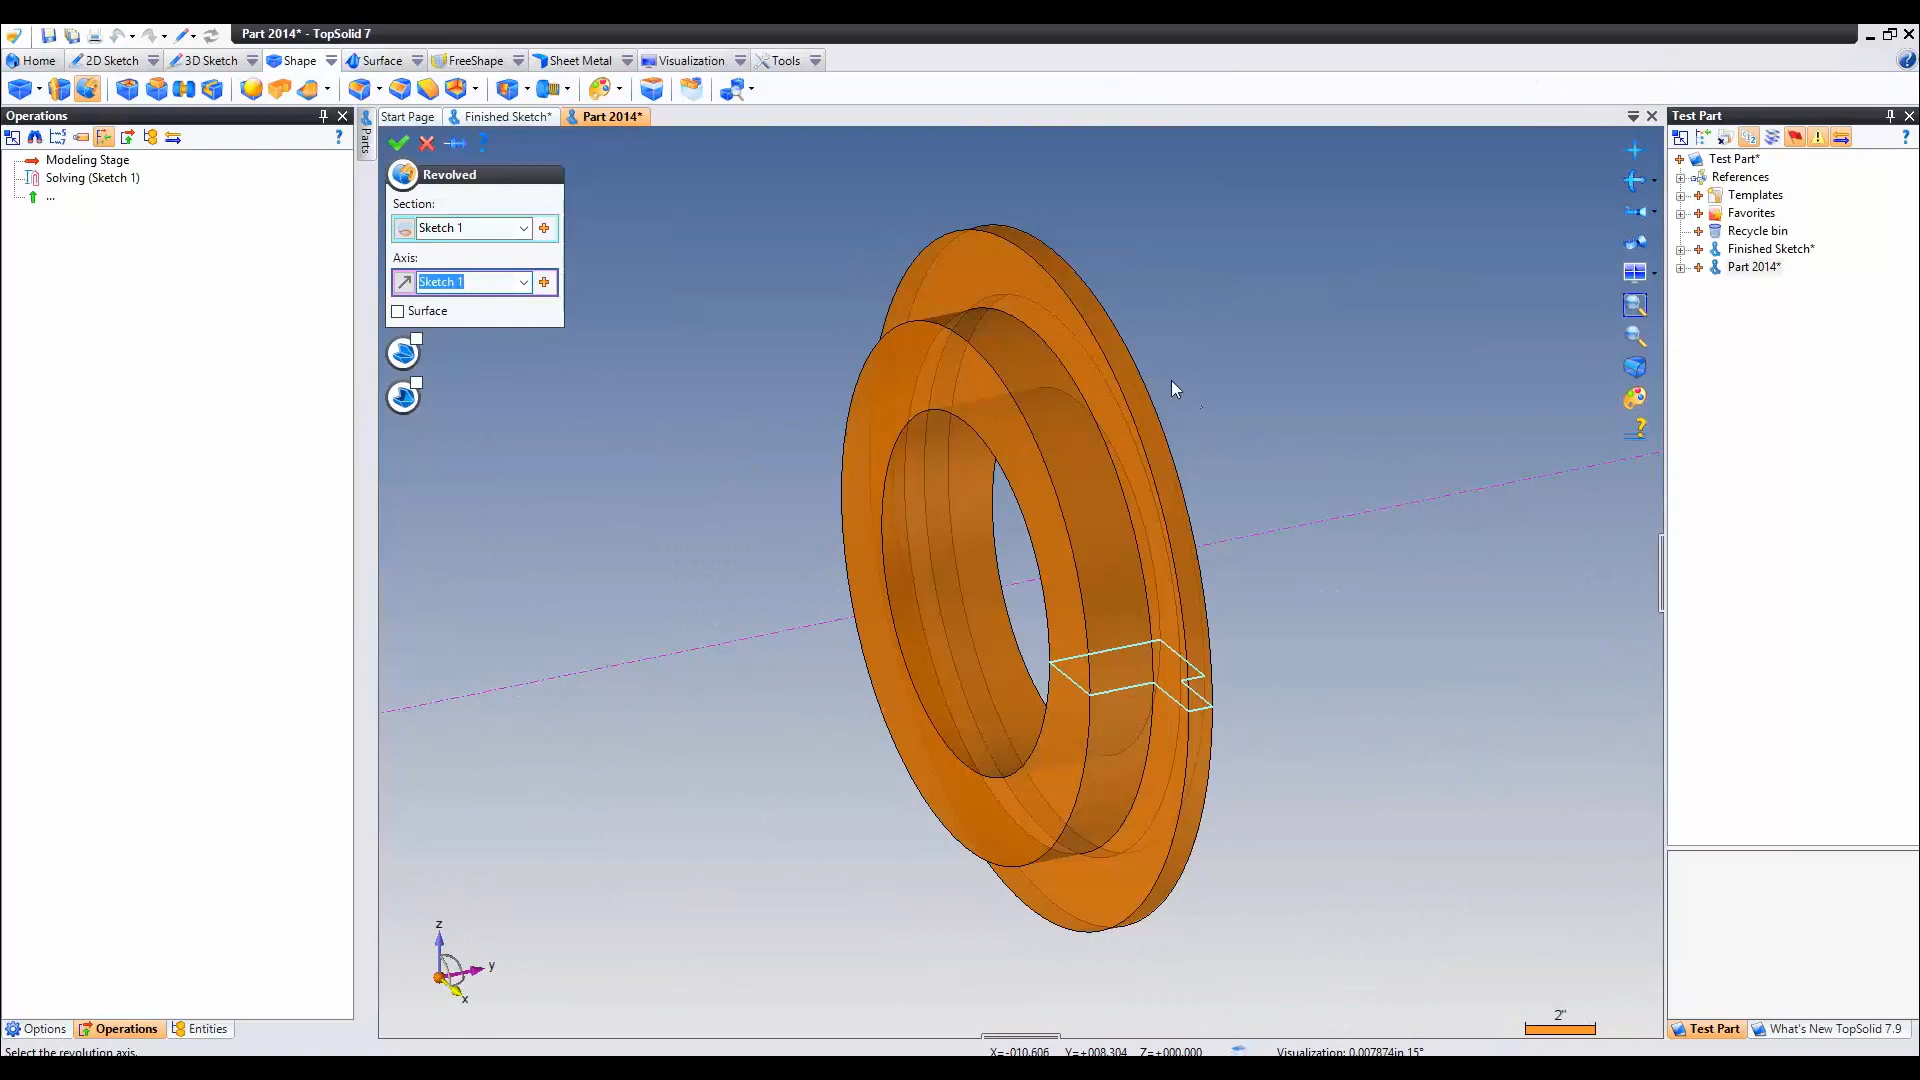 Part 2014* - TopSolid 7
Home
2D Sketch
3D Sketch
Shape
Surface
FreeShape
Sheet Metal
Visualization
Tools
Operations
Modeling Stage
Solving (Sketch 1)
...
Parts
Start Page
Finished Sketch*
Part 2014*
Revolved
Section:
Sketch 1
Axis:
Sketch 1
Surface
z
y
x
2"
Test Part
Test Part*
References
Templates
Favorites
Recycle bin
Finished Sketch*
Part 2014*
Options
Operations
Entities
Test Part
What's New TopSolid 7.9
Select the revolution axis.
X=-010.606 Y=+008.304 Z=+000.000
Visualization: 0.007874in 15°